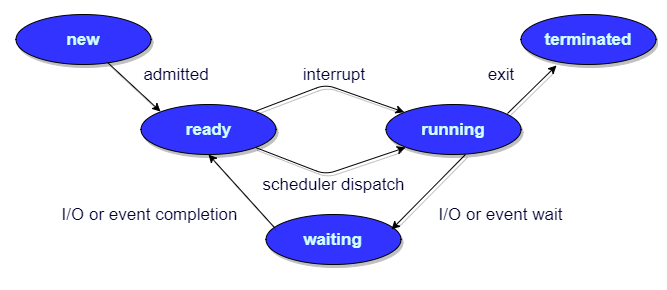 new
terminated
admitted
interrupt
exit
ready
running
scheduler dispatch
I/O or event completion
I/O or event wait
waiting